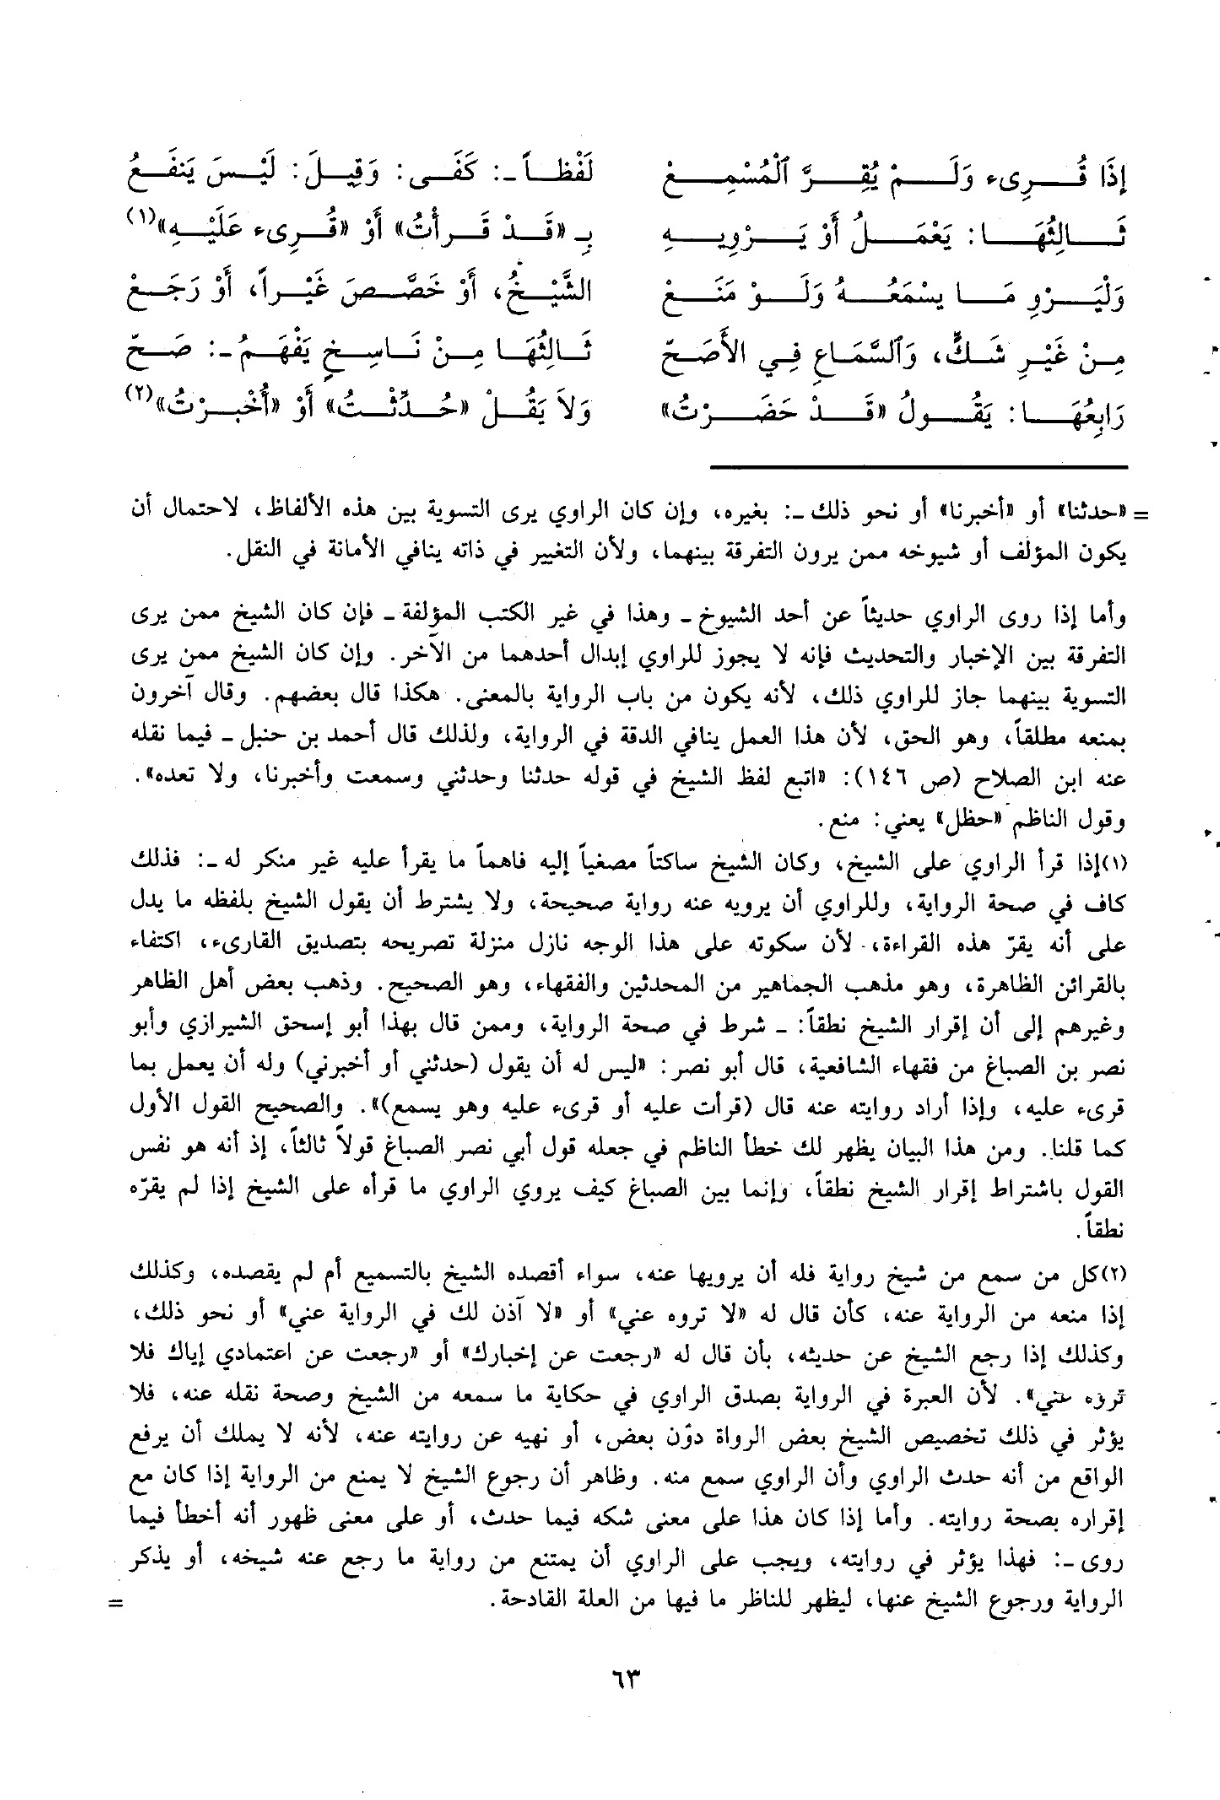 إِذَا قُرِىء وَلَمْ يُقِرَّ ٱلْمُسْمِعْ لَفْظاً ـ: كَفَى: وَقِيلَ: لَيْسَ يَنفَعُ
ثَالِثُهَا: يَعْمَلُ أَوْ يَرْوِيهِ بِـ «قَدْ قَرأْتُ» أَوْ «قُرِىء عَلَيْهِ»(١)
وَلْيَرْوِ مَا يسْمَعُهُ وَلَوْ مَنَعْ الشَّيْخُ، أَوْ خَصَّصَ غَيْراً، أَوْ رَجَعْ
مِنْ غَيْرِ شَكٍّ، وَٱلسَّمَاعِ فِي الأَصَحّ ثَالِثُهَا مِنْ نَاسِخٍ يَفْهَمُ ـ: صَحّ
رَابِعُهَا: يَقُولُ «قَدْ حَضَرْتُ» وَلاَ يَقُلْ «حُدِّثْتُ» أَوْ «أُخْبِرْتُ»(٢)
= «حدثنا» أو «أخبرنا» أو نحو ذلك ـ: بغيره، وإن كان الراوي يرى التسوية بين هذه الألفاظ، لاحتمال أن
يكون المؤلف أو شيوخه ممن يرون التفرقة بينهما، ولأن التغيير في ذاته ينافي الأمانة في النقل.
وأما إذا روى الراوي حديثاً عن أحد الشيوخ ـ وهذا في غير الكتب المؤلفة ـ فإن كان الشيخ ممن يرى
التفرقة بين الإخبار والتحديث فإنه لا يجوز للراوي إبدال أحدهما من الآخر. وإن كان الشيخ ممن يرى
التسوية بينهما جاز للراوي ذلك، لأنه يكون من باب الرواية بالمعنى. هكذا قال بعضهم. وقال آخرون
بمنعه مطلقاً، وهو الحق، لأن هذا العمل ينافي الدقة في الرواية، ولذلك قال أحمد بن حنبل ـ فيما نقله
عنه ابن الصلاح (ص ١٤٦): «اتبع لفظ الشيخ في قوله حدثنا وحدثني وسمعت وأخبرنا، ولا تعده».
وقول الناظم «حظل» يعني: منع.
(١) إذا قرأ الراوي على الشيخ، وكان الشيخ ساكتاً مصغياً إليه فاهماً ما يقرأ عليه غير منكر له ـ: فذلك
كاف في صحة الرواية، وللراوي أن يرويه عنه رواية صحيحة، ولا يشترط أن يقول الشيخ بلفظه ما يدل
على أنه يقرّ هذه القراءة، لأن سكوته على هذا الوجه نازل منزلة تصريحه بتصديق القارىء، اكتفاء
بالقرائن الظاهرة، وهو مذهب الجماهير من المحدثين والفقهاء، وهو الصحيح. وذهب بعض أهل الظاهر
وغيرهم إلى أن إقرار الشيخ نطقاً: ـ شرط في صحة الرواية، وممن قال بهذا أبو إسحق الشيرازي وأبو
نصر بن الصباغ من فقهاء الشافعية، قال أبو نصر: «ليس له أن يقول (حدثني أو أخبرني) وله أن يعمل بما
قرىء عليه، وإذا أراد روايته عنه قال (قرأت عليه أو قرىء عليه وهو يسمع)». والصحيح القول الأول
كما قلنا. ومن هذا البيان يظهر لك خطأ الناظم في جعله قول أبي نصر الصباغ قولاً ثالثاً، إذ أنه هو نفس
القول باشتراط إقرار الشيخ نطقاً، وإنما بين الصباغ كيف يروي الراوي ما قرأه على الشيخ إذا لم يقرّه
نطقاً.
(٢) كل من سمع من شيخ رواية فله أن يرويها عنه، سواء أقصده الشيخ بالتسميع أم لم يقصده، وكذلك
إذا منعه من الرواية عنه، كأن قال له «لا تروه عني» أو «لا آذن لك في الرواية عني» أو نحو ذلك،
وكذلك إذا رجع الشيخ عن حديثه، بأن قال له «رجعت عن إخبارك» أو «رجعت عن اعتمادي إياك فلا
تروه عني». لأن العبرة في الرواية بصدق الراوي في حكاية ما سمعه من الشيخ وصحة نقله عنه، فلا
يؤثر في ذلك تخصيص الشيخ بعض الرواة دون بعض، أو نهيه عن روايته عنه، لأنه لا يملك أن يرفع
الواقع من أنه حدث الراوي وأن الراوي سمع منه. وظاهر أن رجوع الشيخ لا يمنع من الرواية إذا كان مع
إقراره بصحة روايته. وأما إذا كان هذا على معنى شكه فيما حدث، أو على معنى ظهور أنه أخطأ فيما
روى ـ: فهذا يؤثر في روايته، ويجب على الراوي أن يمتنع من رواية ما رجع عنه شيخه، أو يذكر
الرواية ورجوع الشيخ عنها، ليظهر للناظر ما فيها من العلة القادحة. =
٦٣